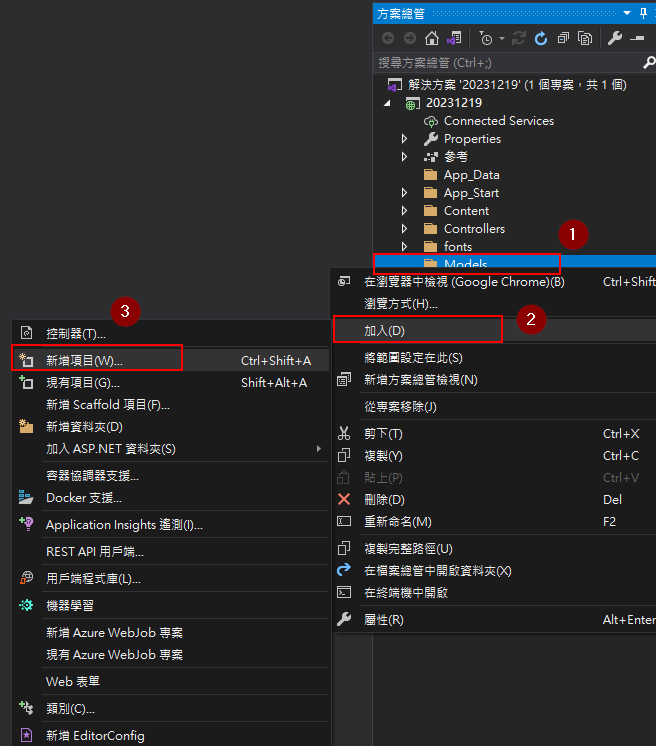 方案總管
搜尋方案總管 (Ctrl+;)
解決方案 '20231219' (1 個專案，共 1 個)
20231219
Connected Services
Properties
參考
App_Data
App_Start
Content
Controllers
fonts
Models
1
在瀏覽器中檢視 (Google Chrome)(B) Ctrl+Shift
瀏覽方式(H)...
加入(D)
2
將範圍設定在此(S)
新增方案總管檢視(N)
從專案移除(J)
剪下(T) Ctrl+X
複製(Y) Ctrl+C
貼上(P) Ctrl+V
刪除(D) Del
重新命名(M) F2
複製完整路徑(U)
在檔案總管中開啟資料夾(X)
在終端機中開啟
屬性(R) Alt+Enter
3
控制器(T)...
新增項目(W)... Ctrl+Shift+A
現有項目(G)... Shift+Alt+A
新增 Scaffold 項目(F)...
新增資料夾(D)
加入 ASP.NET 資料夾(S)
容器協調器支援...
Docker 支援...
Application Insights 遙測(I)...
REST API 用戶端...
用戶端程式庫(L)...
機器學習
新增 Azure WebJob 專案
現有 Azure WebJob 專案
Web 表單
類別(C)...
新增 EditorConfig